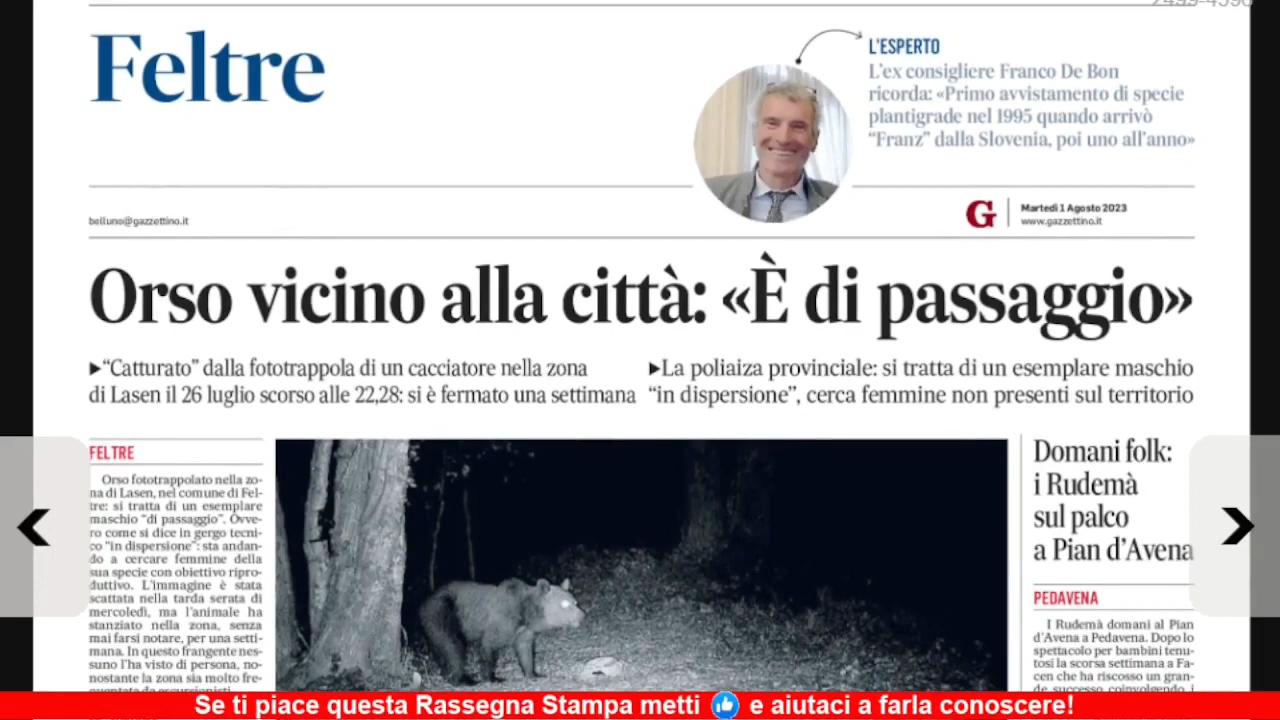 2499-4596
Feltre
L'ESPERTO
L'ex consigliere Franco De Bon
ricorda: «Primo avvistamento di specie
plantigrade nel 1995 quando arrivò
“Franz” dalla Slovenia, poi uno all'anno»
belluno@gazzettino.it
G
Martedì 1 Agosto 2023
www.gazzettino.it
Orso vicino alla città: «È di passaggio»
▶“Catturato” dalla fototrappola di un cacciatore nella zona
di Lasen il 26 luglio scorso alle 22,28: si è fermato una settimana
▶La poliaiza provinciale: si tratta di un esemplare maschio
“in dispersione”, cerca femmine non presenti sul territorio
FELTRE
Orso fototrappolato nella zo-
na di Lasen, nel comune di Fel-
tre: si tratta di un esemplare
maschio “di passaggio”. Ovve-
ro come si dice in gergo tecni-
co “in dispersione”: sta andan-
do a cercare femmine della
sua specie con obiettivo ripro-
duttivo. L'immagine è stata
scattata nella tarda serata di
mercoledì, ma l'animale ha
stanziato nella zona, senza
mai farsi notare, per una setti-
mana. In questo frangente nes-
suno l'ha visto di persona, no-
nostante la zona sia molto fre-
quentata da escursionisti.
Domani folk:
i Rudemà
sul palco
a Pian d'Avena
PEDAVENA
I Rudemà domani al Pian
d'Avena a Pedavena. Dopo lo
spettacolo per bambini tenu-
tosi la scorsa settimana a Fa-
cen che ha riscosso un gran-
de successo coinvolgendo i
Se ti piace questa Rassegna Stampa metti 👍 e aiutaci a farla conoscere!